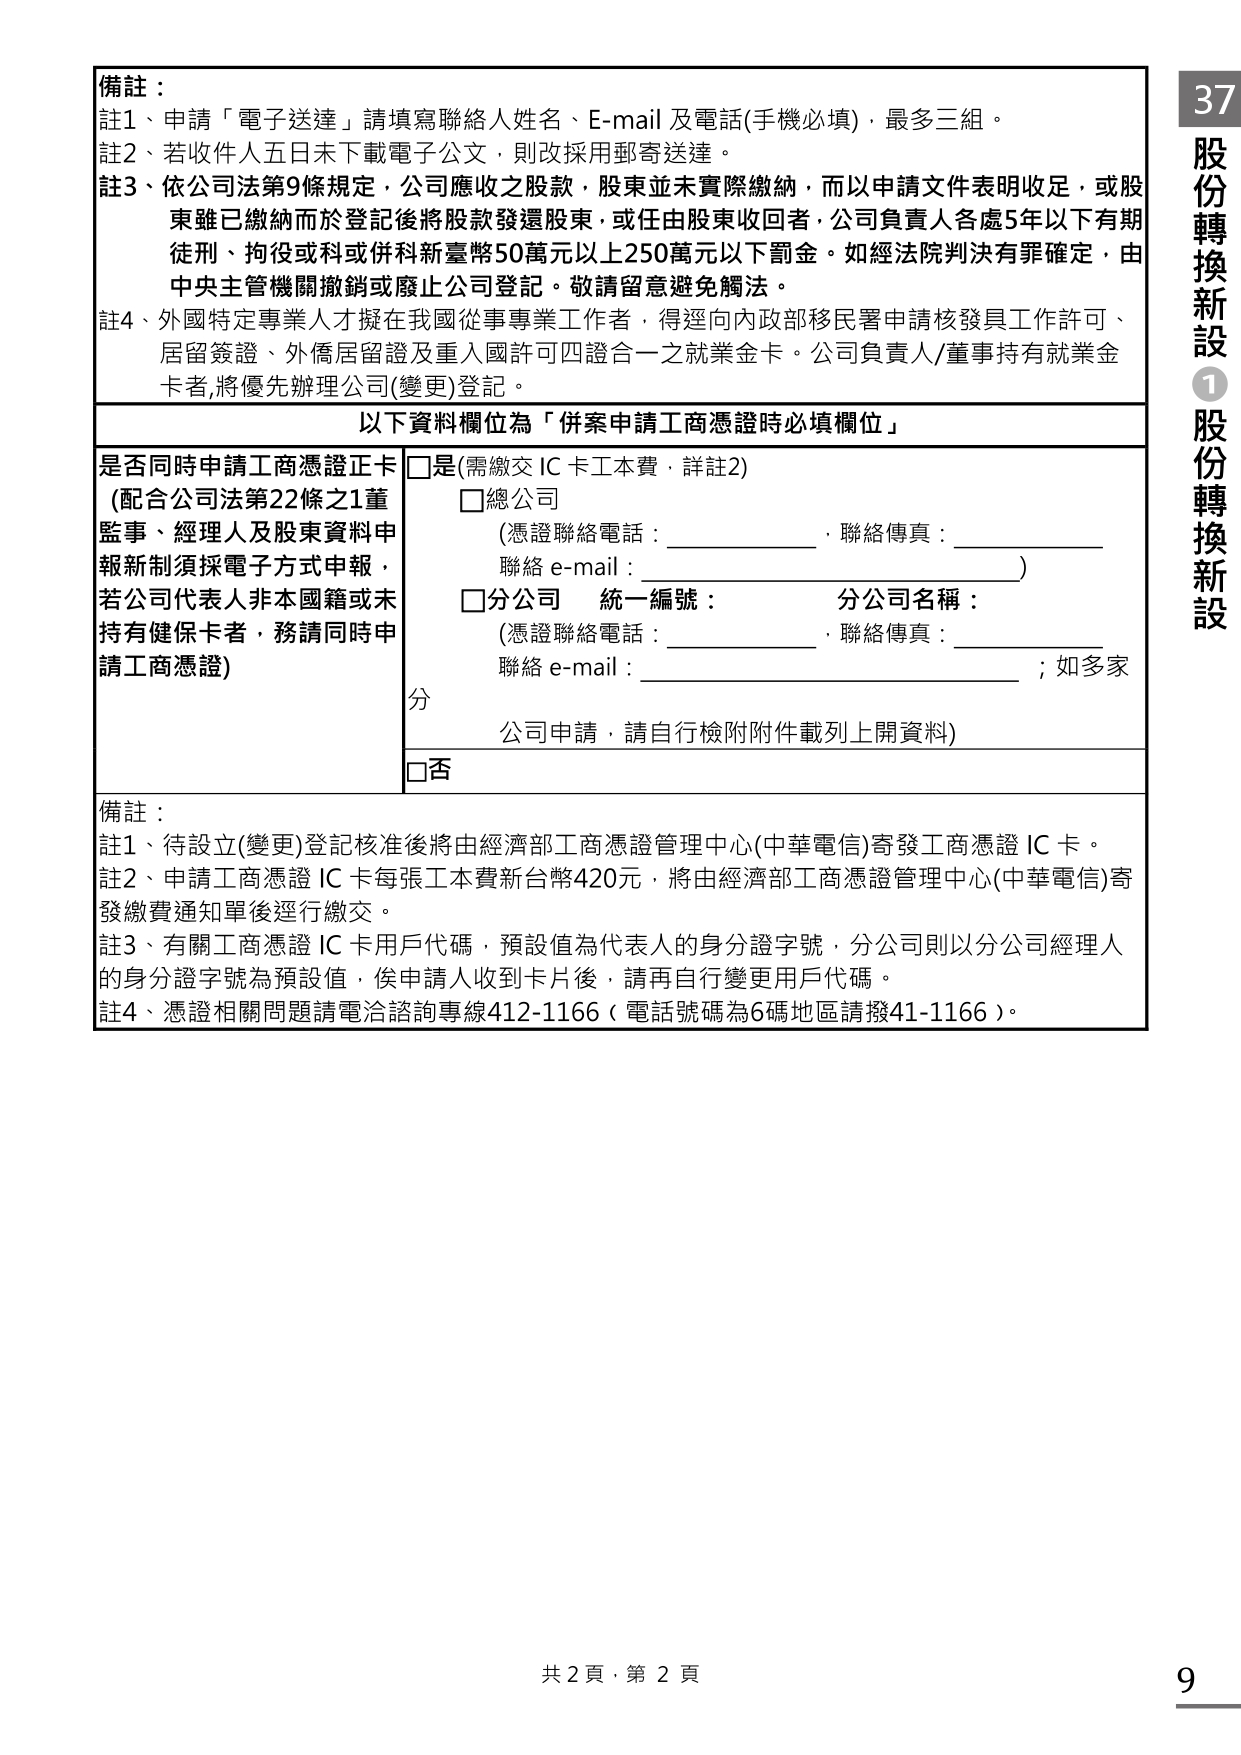 備註：
註1、申請「電子送達」請填寫聯絡人姓名、E-mail 及電話(手機必填)，最多三組。
註2、若收件人五日未下載電子公文，則改採用郵寄送達。
註3、依公司法第9條規定，公司應收之股款，股東並未實際繳納，而以申請文件表明收足，或股
東雖已繳納而於登記後將股款發還股東，或任由股東收回者，公司負責人各處5年以下有期
徒刑、拘役或科或併科新臺幣50萬元以上250萬元以下罰金。如經法院判決有罪確定，由
中央主管機關撤銷或廢止公司登記。敬請留意避免觸法。
註4、外國特定專業人才擬在我國從事專業工作者，得逕向內政部移民署申請核發具工作許可、
居留簽證、外僑居留證及重入國許可四證合一之就業金卡。公司負責人/董事持有就業金
卡者,將優先辦理公司(變更)登記。
以下資料欄位為「併案申請工商憑證時必填欄位」
是否同時申請工商憑證正卡
(配合公司法第22條之1董
監事、經理人及股東資料申
報新制須採電子方式申報，
若公司代表人非本國籍或未
持有健保卡者，務請同時申
請工商憑證)
□是(需繳交 IC 卡工本費，詳註2)
□總公司
(憑證聯絡電話：＿＿＿＿＿＿，聯絡傳真：＿＿＿＿＿＿
聯絡 e-mail：＿＿＿＿＿＿＿＿＿＿＿＿＿＿＿)
□分公司 統一編號： 分公司名稱：
(憑證聯絡電話：＿＿＿＿＿＿，聯絡傳真：＿＿＿＿＿＿
聯絡 e-mail：＿＿＿＿＿＿＿＿＿＿＿＿＿＿＿ ；如多家
分
公司申請，請自行檢附附件載列上開資料)
□否
備註：
註1、待設立(變更)登記核准後將由經濟部工商憑證管理中心(中華電信)寄發工商憑證 IC 卡。
註2、申請工商憑證 IC 卡每張工本費新台幣420元，將由經濟部工商憑證管理中心(中華電信)寄
發繳費通知單後逕行繳交。
註3、有關工商憑證 IC 卡用戶代碼，預設值為代表人的身分證字號，分公司則以分公司經理人
的身分證字號為預設值，俟申請人收到卡片後，請再自行變更用戶代碼。
註4、憑證相關問題請電洽諮詢專線412-1166（電話號碼為6碼地區請撥41-1166）。
37
股份轉換新設 1 股份轉換新設
共 2 頁，第 2 頁
9